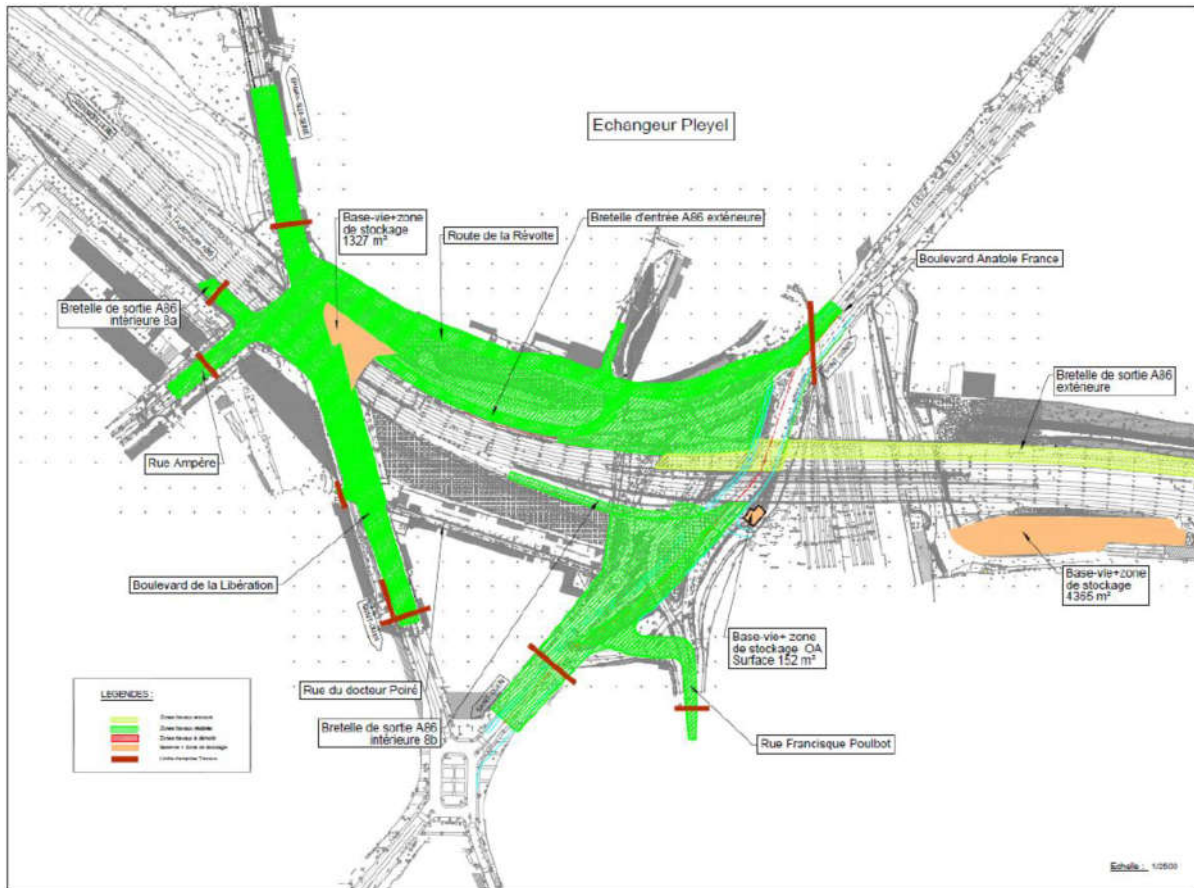 Echangeur Pleyel
Base-vie+zone
de stockage
1327 m²
Route de la Révolte
Bretelle d'entrée A86 extérieure
Boulevard Anatole France
Bretelle de sortie A86
intérieure 8a
Bretelle de sortie A86
extérieure
Rue Ampère
Boulevard de la Libération
Base-vie+zone
de stockage
4365 m²
Base-vie+ zone
de stockage OA
Surface 152 m²
Rue du docteur Poiré
SAINT-OUEN
Bretelle de sortie A86
intérieure 8b
Rue Francisque Poulbot
LEGENDES :
Echelle : 1/2500